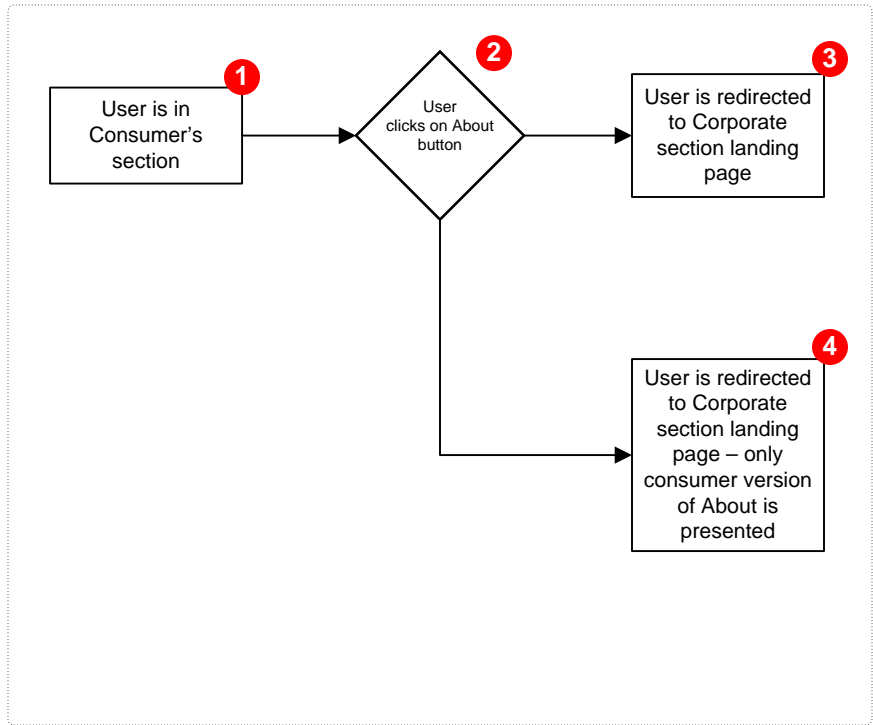 1
User is in
Consumer's
section
2
User
clicks on About
button
3
User is redirected
to Corporate
section landing
page
4
User is redirected
to Corporate
section landing
page – only
consumer version
of About is
presented